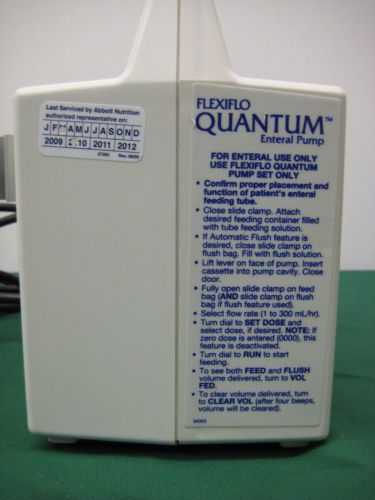 Last Serviced by Abbott Nutrition
authorized representative on:
J F A M J J A S O N D
2009 2 10 2011 2012
Rev. 08/09
FLEXIFLO
QUANTUM™
Enteral Pump
FOR ENTERAL USE ONLY
USE FLEXIFLO QUANTUM
PUMP SET ONLY
• Confirm proper placement and
function of patient's enteral
feeding tube.
• Close slide clamp. Attach
desired feeding container filled
with tube feeding solution.
• If Automatic Flush feature is
desired, close slide clamp on
flush bag. Fill with flush solution.
• Lift lever on face of pump. Insert
cassette into pump cavity. Close
door.
• Fully open slide clamp on feed
bag (AND slide clamp on flush
bag if flush feature used).
• Select flow rate (1 to 300 mL/hr).
• Turn dial to SET DOSE and
select dose, if desired. NOTE: If
zero dose is entered (0000), this
feature is deactivated.
• Turn dial to RUN to start
feeding.
• To see both FEED and FLUSH
volume delivered, turn to VOL
FED.
• To clear volume delivered, turn
to CLEAR VOL (after four beeps,
volume will be cleared).